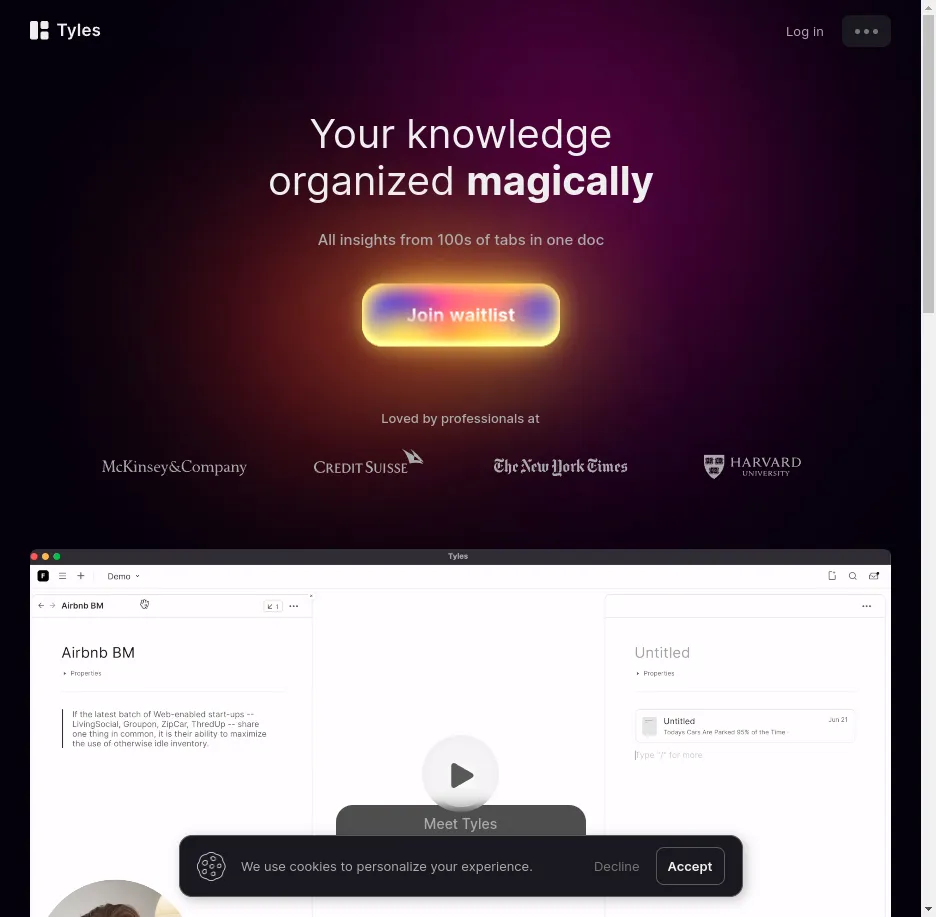 Tyles
Log in
Your knowledge
organized magically
All insights from 100s of tabs in one doc
Join waitlist
Loved by professionals at
McKinsey&Company
CREDIT SUISSE
The New York Times
HARVARD
UNIVERSITY
Tyles
Demo
Airbnb BM
1
Airbnb BM
Properties
If the latest batch of Web-enabled start-ups --
LivingSocial, Groupon, ZipCar, ThredUp -- share
one thing in common, it is their ability to maximize
the use of otherwise idle inventory.
Untitled
Properties
Untitled
Jun 21
Todays Cars Are Parked 95% of the Time
Type "/" for more
Meet Tyles
We use cookies to personalize your experience.
Decline
Accept